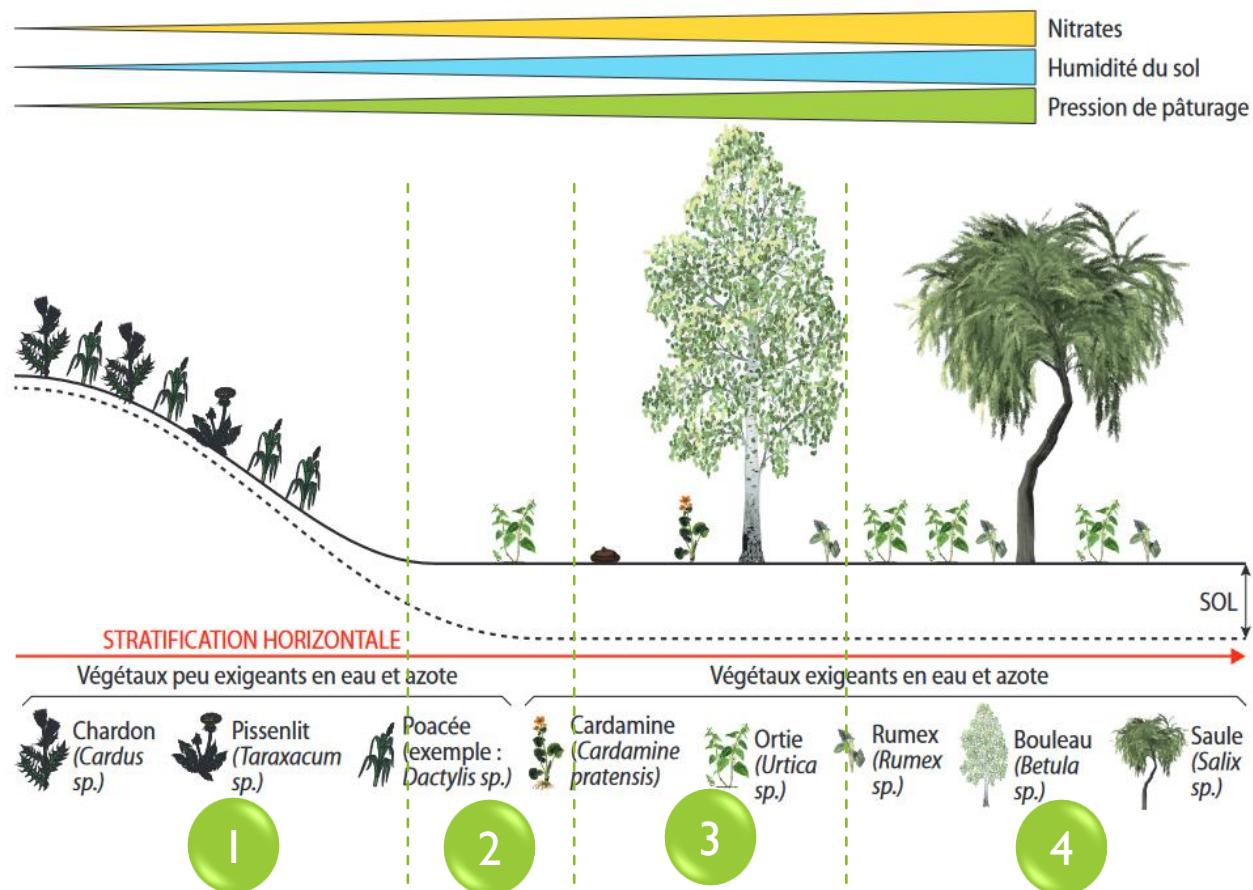 Nitrates
Humidité du sol
Pression de pâturage
SOL
STRATIFICATION HORIZONTALE
Végétaux peu exigeants en eau et azote
Végétaux exigeants en eau et azote
Chardon
(Cardus
sp.)
Pissenlit
(Taraxacum
sp.)
Poacée
(exemple :
Dactylis sp.)
Cardamine
(Cardamine
pratensis)
Ortie
(Urtica
sp.)
Rumex
(Rumex
sp.)
Bouleau
(Betula
sp.)
Saule
(Salix
sp.)
1
2
3
4